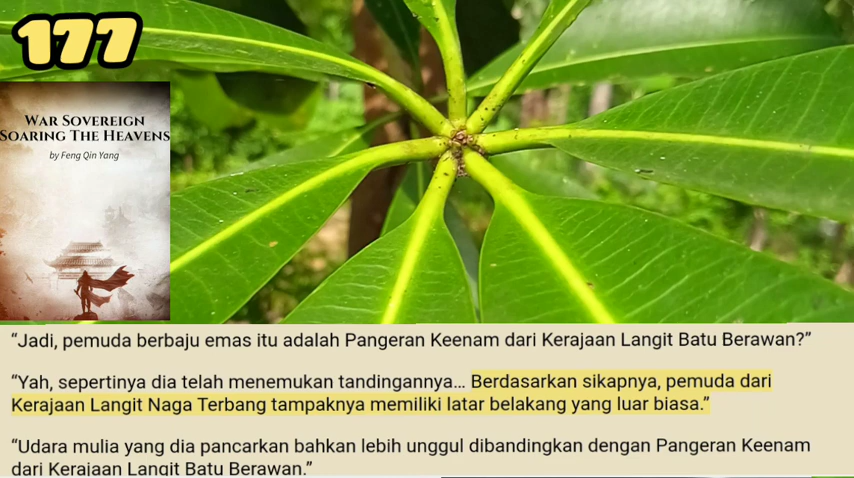 177
WAR SOVEREIGN
SOARING THE HEAVENS
by Feng Qin Yang
“Jadi, pemuda berbaju emas itu adalah Pangeran Keenam dari Kerajaan Langit Batu Berawan?”
“Yah, sepertinya dia telah menemukan tandingannya... Berdasarkan sikapnya, pemuda dari
Kerajaan Langit Naga Terbang tampaknya memiliki latar belakang yang luar biasa.”
“Udara mulia yang dia pancarkan bahkan lebih unggul dibandingkan dengan Pangeran Keenam
dari Kerajaan Langit Batu Berawan.”